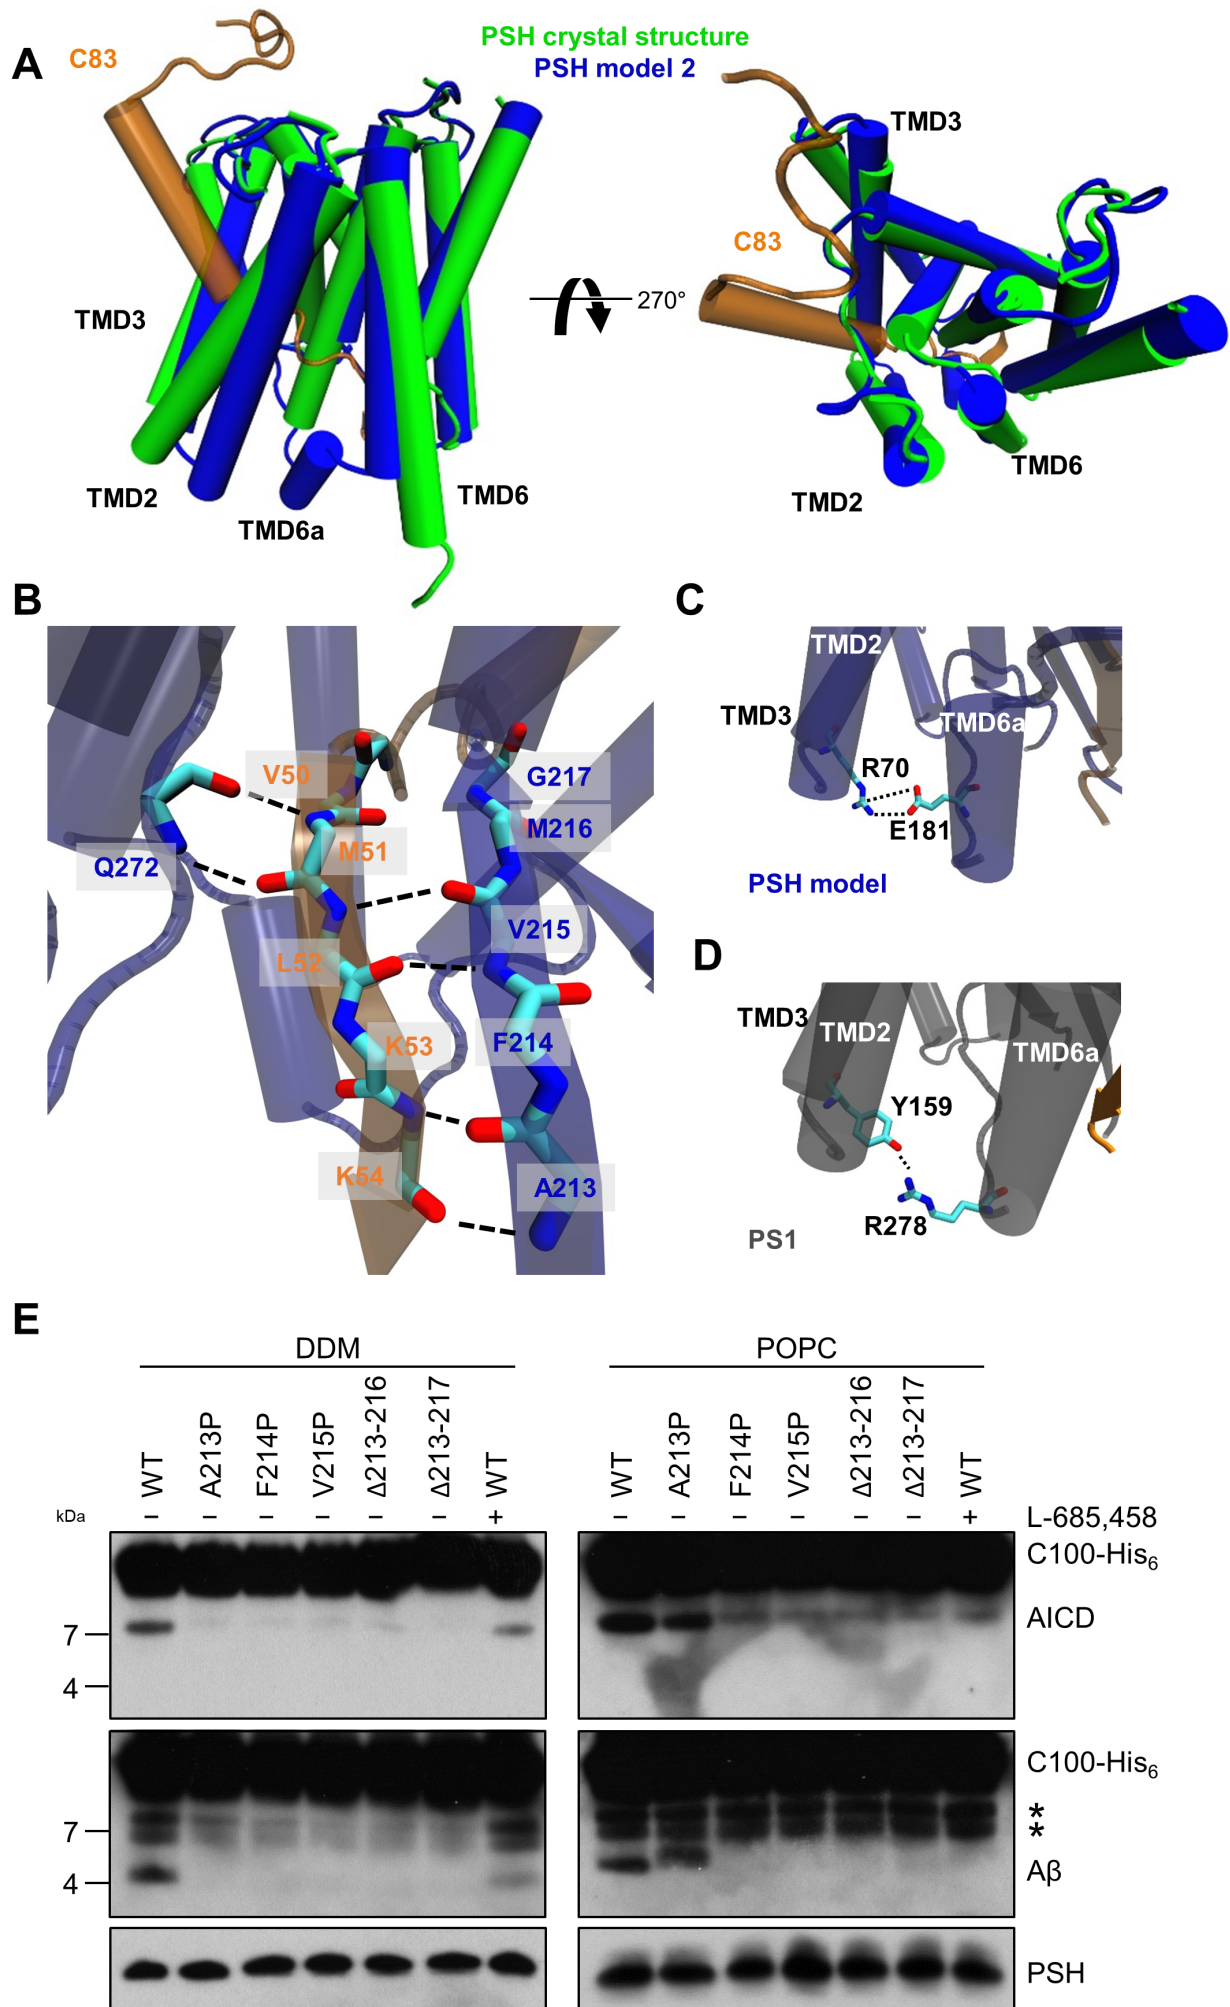 A
C83
PSH crystal structure
PSH model 2
TMD3
C83
270°
TMD3
TMD2
TMD6a
TMD6
TMD6
TMD2
B
V50
G217
M216
M51
Q272
V215
L52
K53
F214
K54
A213
C
TMD2
TMD3
TMD6a
R70
E181
PSH model
D
TMD3
TMD2
TMD6a
Y159
R278
PS1
E
DDM
POPC
WT A213P F214P V215P Δ213-216 Δ213-217 WT
WT A213P F214P V215P Δ213-216 Δ213-217 WT
kDa − − − − − − + − − − − − − + L-685,458
C100-His6
AICD
7
4
C100-His6
*
*
7
Aβ
4
PSH